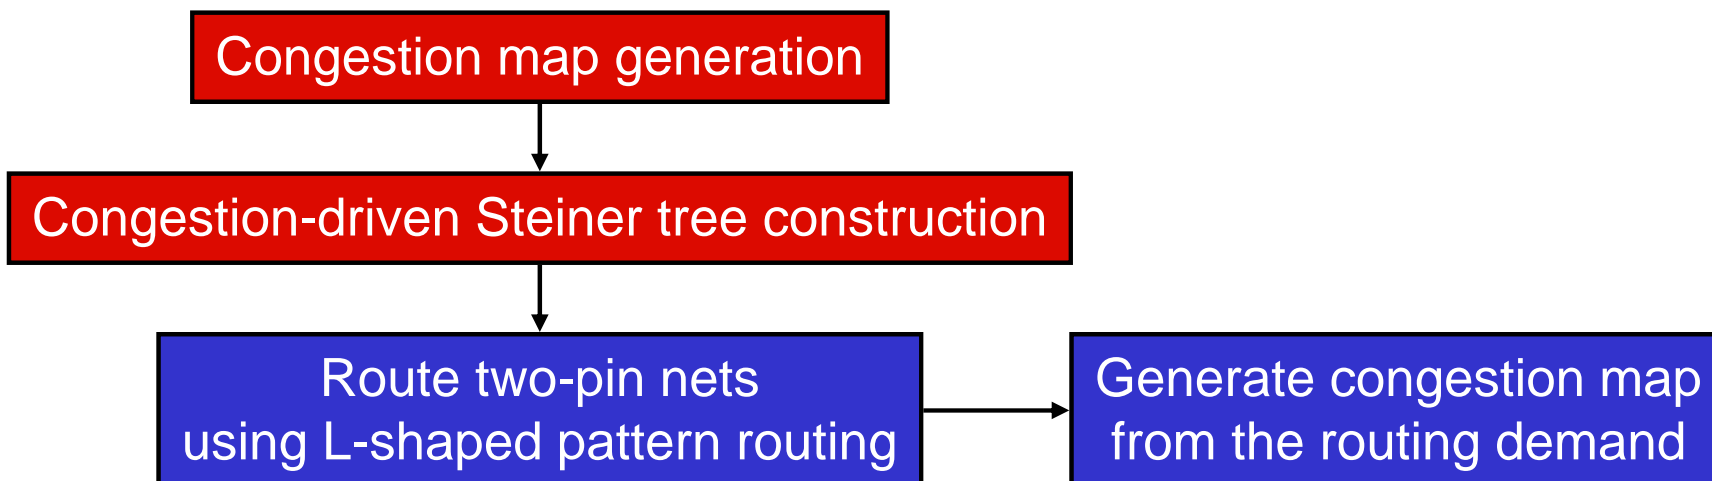 Congestion map generation
Congestion-driven Steiner tree construction
Route two-pin nets
using L-shaped pattern routing
Generate congestion map
from the routing demand